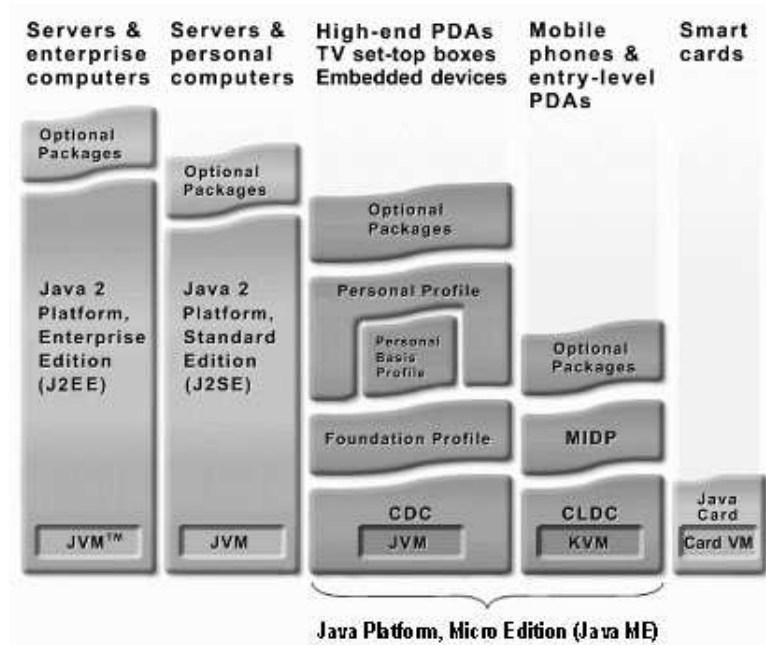 Servers &
enterprise
computers
Servers &
personal
computers
High-end PDAs
TV set-top boxes
Embedded devices
Mobile
phones &
entry-level
PDAs
Smart
cards
Optional
Packages
Java 2
Platform,
Enterprise
Edition
(J2EE)
JVM™
Optional
Packages
Java 2
Platform,
Standard
Edition
(J2SE)
JVM
Optional
Packages
Personal Profile
Personal
Basis
Profile
Foundation Profile
CDC
JVM
Optional
Packages
MIDP
CLDC
KVM
Java
Card
Card VM
Java Platform, Micro Edition (Java ME)